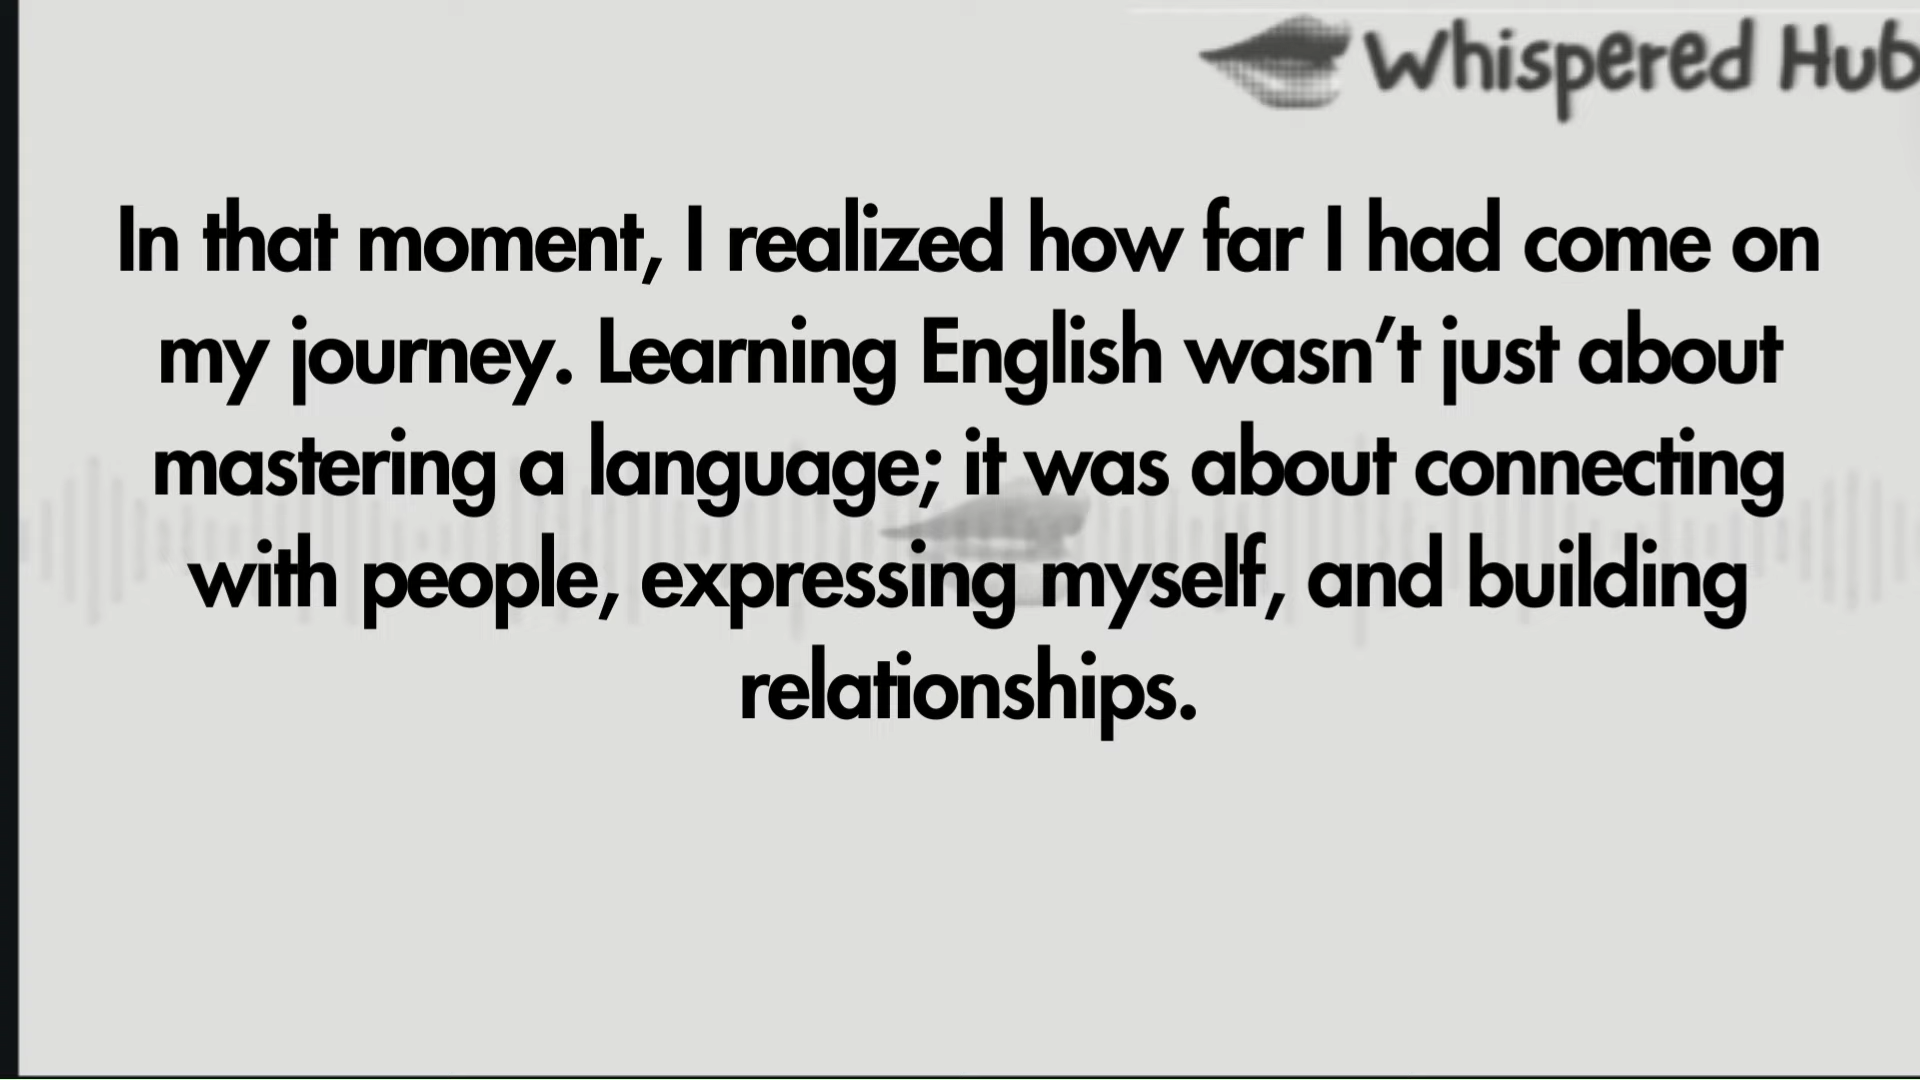 Whispered Hub
In that moment, I realized how far I had come on
my journey. Learning English wasn’t just about
mastering a language; it was about connecting
with people, expressing myself, and building
relationships.